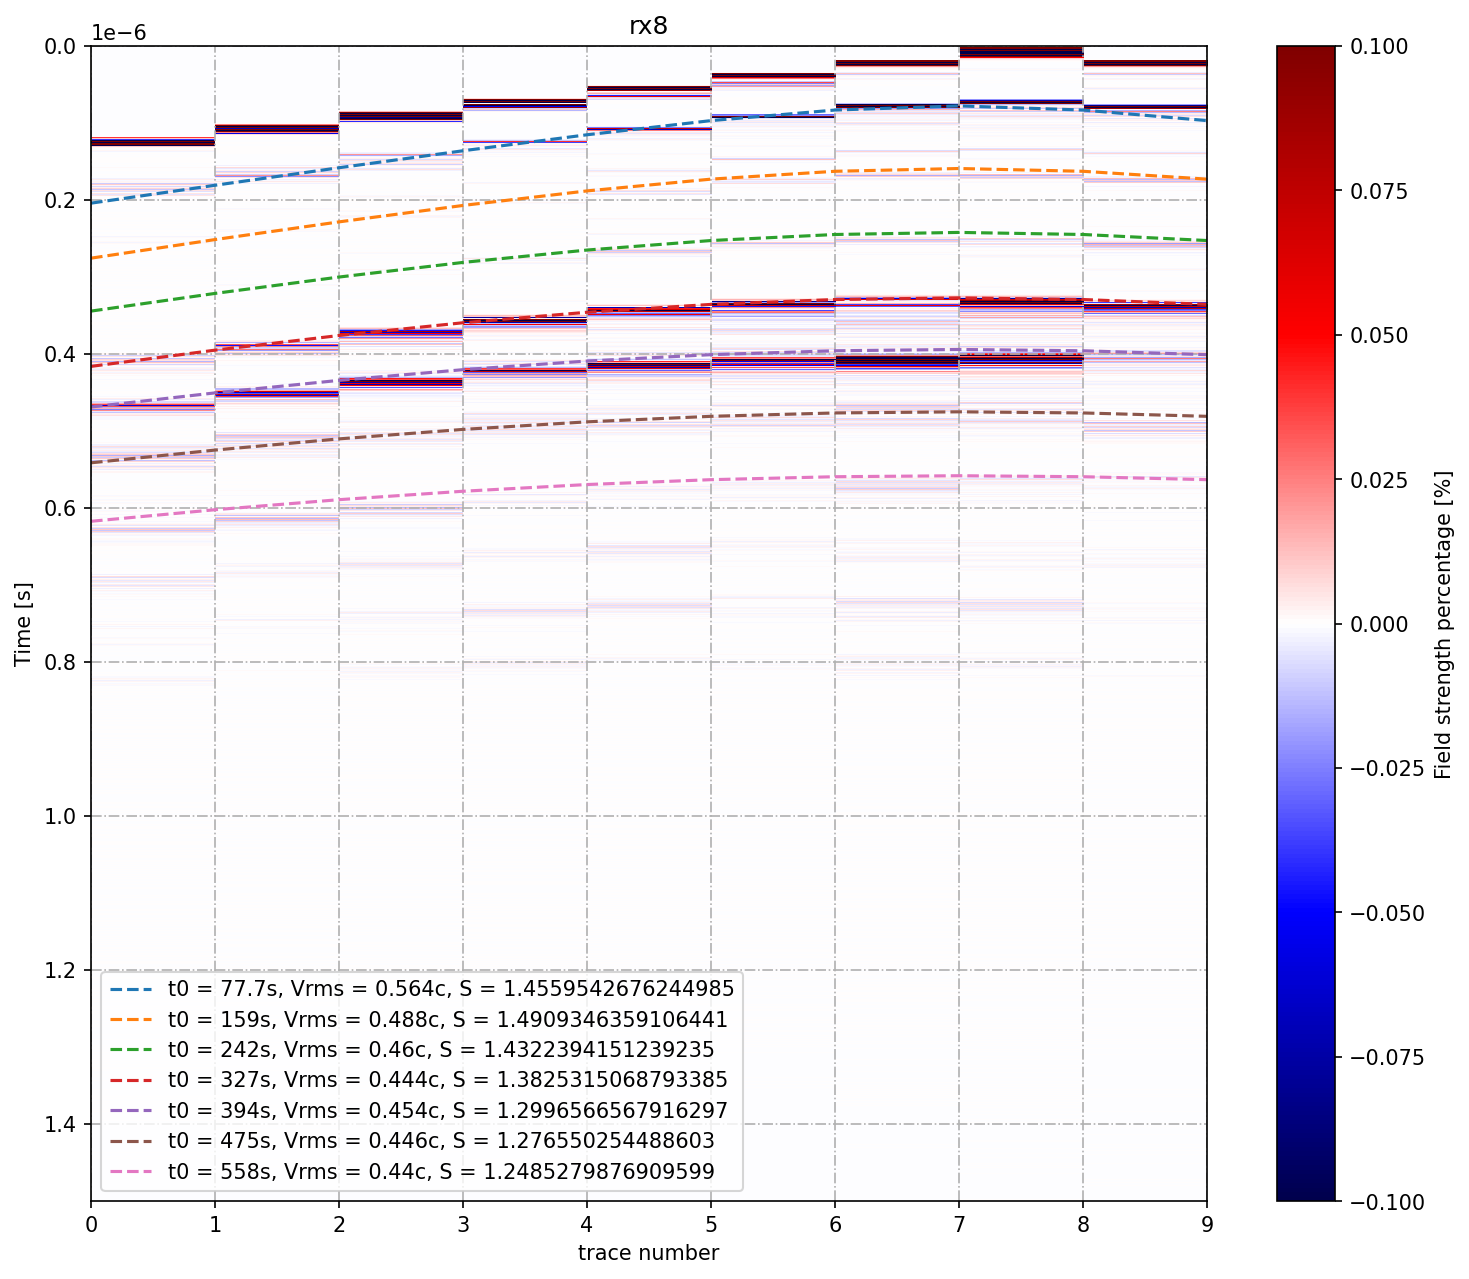 rx8
1e−6
0.0
0.2
0.4
0.6
0.8
1.0
1.2
1.4
Time [s]
t0 = 77.7s, Vrms = 0.564c, S = 1.4559542676244985
t0 = 159s, Vrms = 0.488c, S = 1.4909346359106441
t0 = 242s, Vrms = 0.46c, S = 1.4322394151239235
t0 = 327s, Vrms = 0.444c, S = 1.3825315068793385
t0 = 394s, Vrms = 0.454c, S = 1.2996566567916297
t0 = 475s, Vrms = 0.446c, S = 1.276550254488603
t0 = 558s, Vrms = 0.44c, S = 1.2485279876909599
0 1 2 3 4 5 6 7 8 9
trace number
0.100
0.075
0.050
0.025
0.000
−0.025
−0.050
−0.075
−0.100
Field strength percentage [%]